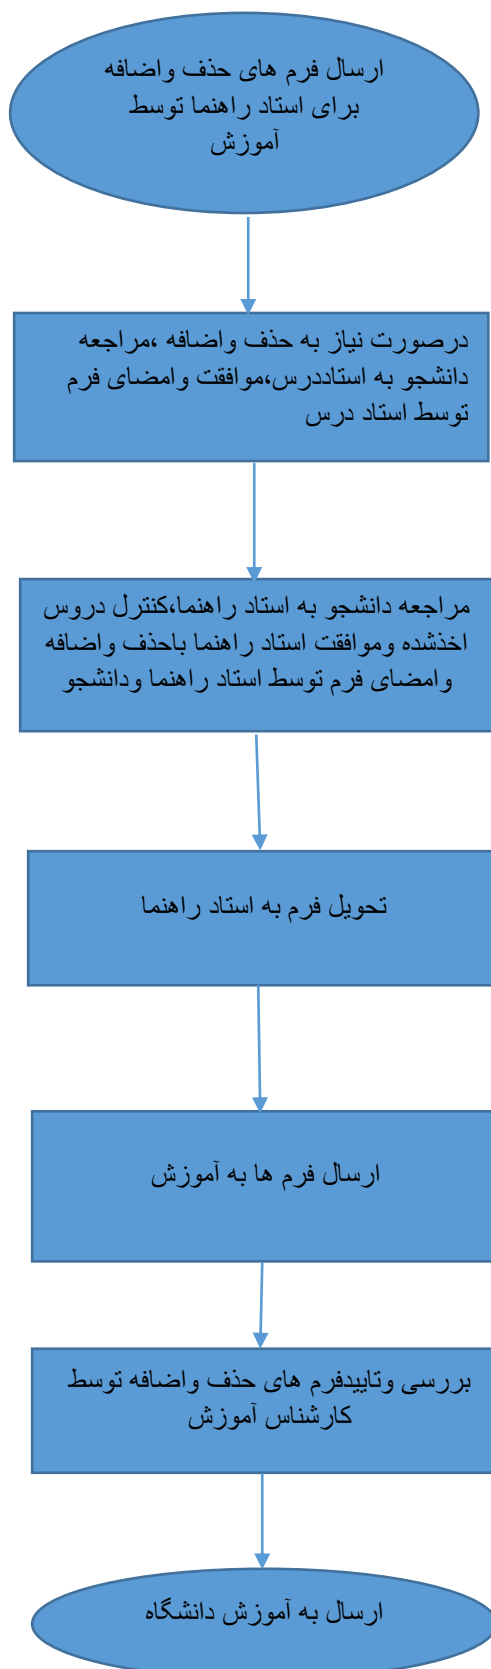 ارسال فرم های حذف واضافه
برای استاد راهنما توسط
آموزش
درصورت نیاز به حذف واضافه ،مراجعه
دانشجو به استاددرس،موافقت وامضای فرم
توسط استاد درس
مراجعه دانشجو به استاد راهنما،کنترل دروس
اخذشده وموافقت استاد راهنما باحذف واضافه
وامضای فرم توسط استاد راهنما ودانشجو
تحویل فرم به استاد راهنما
ارسال فرم ها به آموزش
بررسی وتاییدفرم های حذف واضافه توسط
کارشناس آموزش
ارسال به آموزش دانشگاه